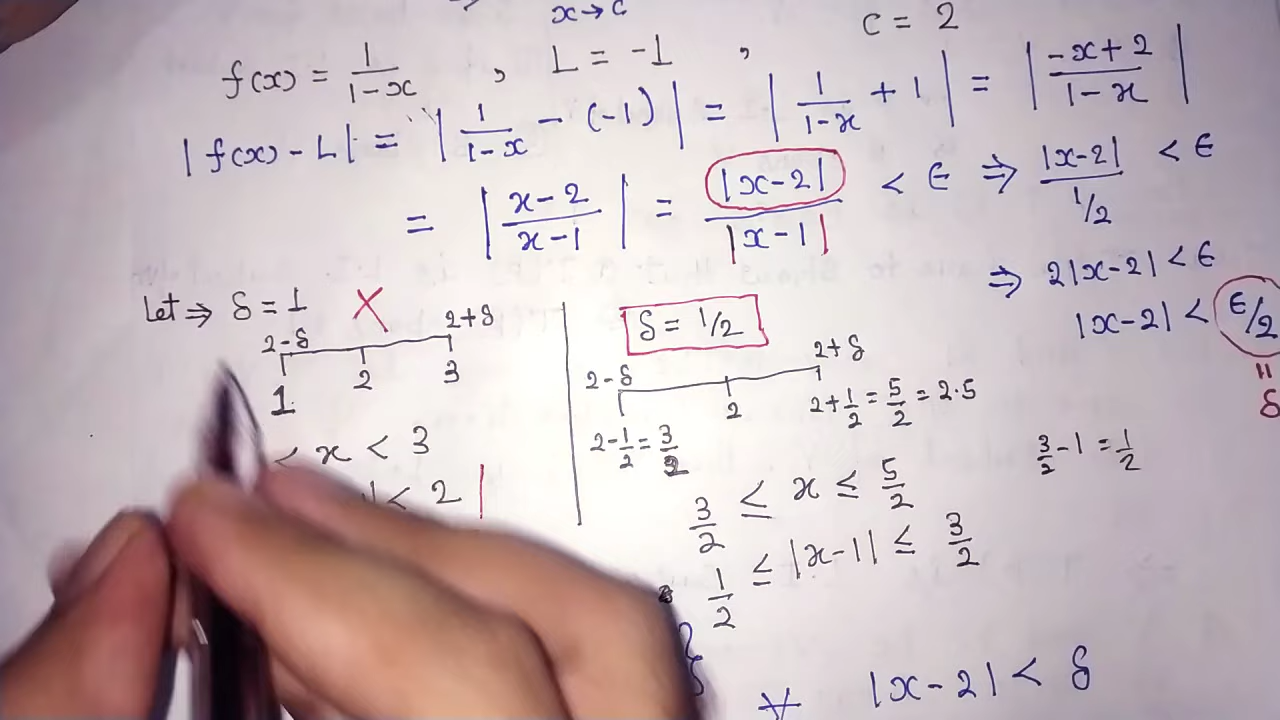 x→c
f(x) = 1/(1-x) , L = -1 , c = 2
|f(x) - L| = |1/(1-x) - (-1)| = |1/(1-x) + 1| = |(-x+2)/(1-x)|
= |(x-2)/(x-1)| = |x-2|/|x-1| < ϵ ⇒ |x-2|/(1/2) < ϵ
⇒ 2|x-2| < ϵ
|x-2| < ϵ/2
= δ
Let ⇒ δ = 1 X
2-δ 2+δ
1 2 3
< x < 3
< 2
δ = 1/2
2-δ 2+δ
2
2-1/2 = 3/2 2+1/2 = 5/2 = 2.5
3/2 - 1 = 1/2
3/2 ≤ x ≤ 5/2
1/2 ≤ |x-1| ≤ 3/2
∀ |x-2| < δ